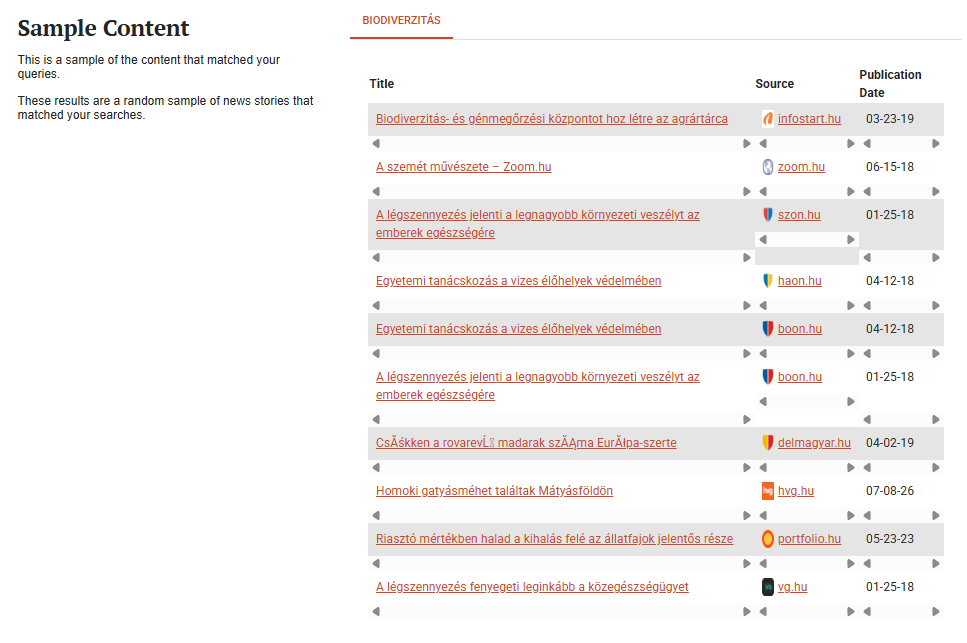 Sample Content
This is a sample of the content that matched your
queries.
These results are a random sample of news stories that
matched your searches.
BIODIVERZITÁS
Title
Source
Publication
Date
Biodiverzitás- és génmegőrzési központot hoz létre az agrártárca
infostart.hu
03-23-19
A szemét művészete – Zoom.hu
zoom.hu
06-15-18
A légszennyezés jelenti a legnagyobb környezeti veszélyt az
emberek egészségére
szon.hu
01-25-18
Egyetemi tanácskozás a vizes élőhelyek védelmében
haon.hu
04-12-18
Egyetemi tanácskozás a vizes élőhelyek védelmében
boon.hu
04-12-18
A légszennyezés jelenti a legnagyobb környezeti veszélyt az
emberek egészségére
boon.hu
01-25-18
CsĂśkken a rovarevĹ madarak szĂĄma EurĂłpa-szerte
delmagyar.hu
04-02-19
Homoki gatyásméhet találtak Mátyásföldön
hvg.hu
07-08-26
Riasztó mértékben halad a kihalás felé az állatfajok jelentős része
portfolio.hu
05-23-23
A légszennyezés fenyegeti leginkább a közegészségügyet
vg.hu
01-25-18